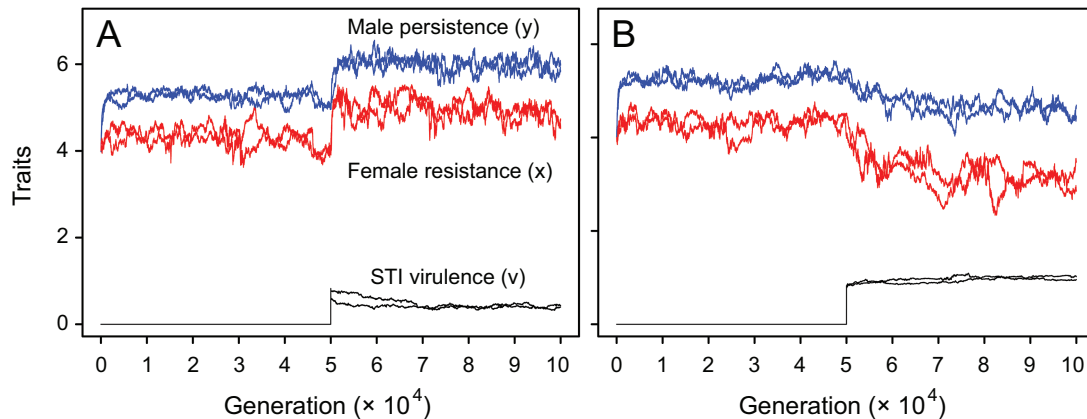 A
B
Male persistence (y)
Female resistance (x)
STI virulence (v)
Traits
6
4
2
0
0 1 2 3 4 5 6 7 8 9 10
0 1 2 3 4 5 6 7 8 9 10
Generation (× 10⁴)
Generation (× 10⁴)